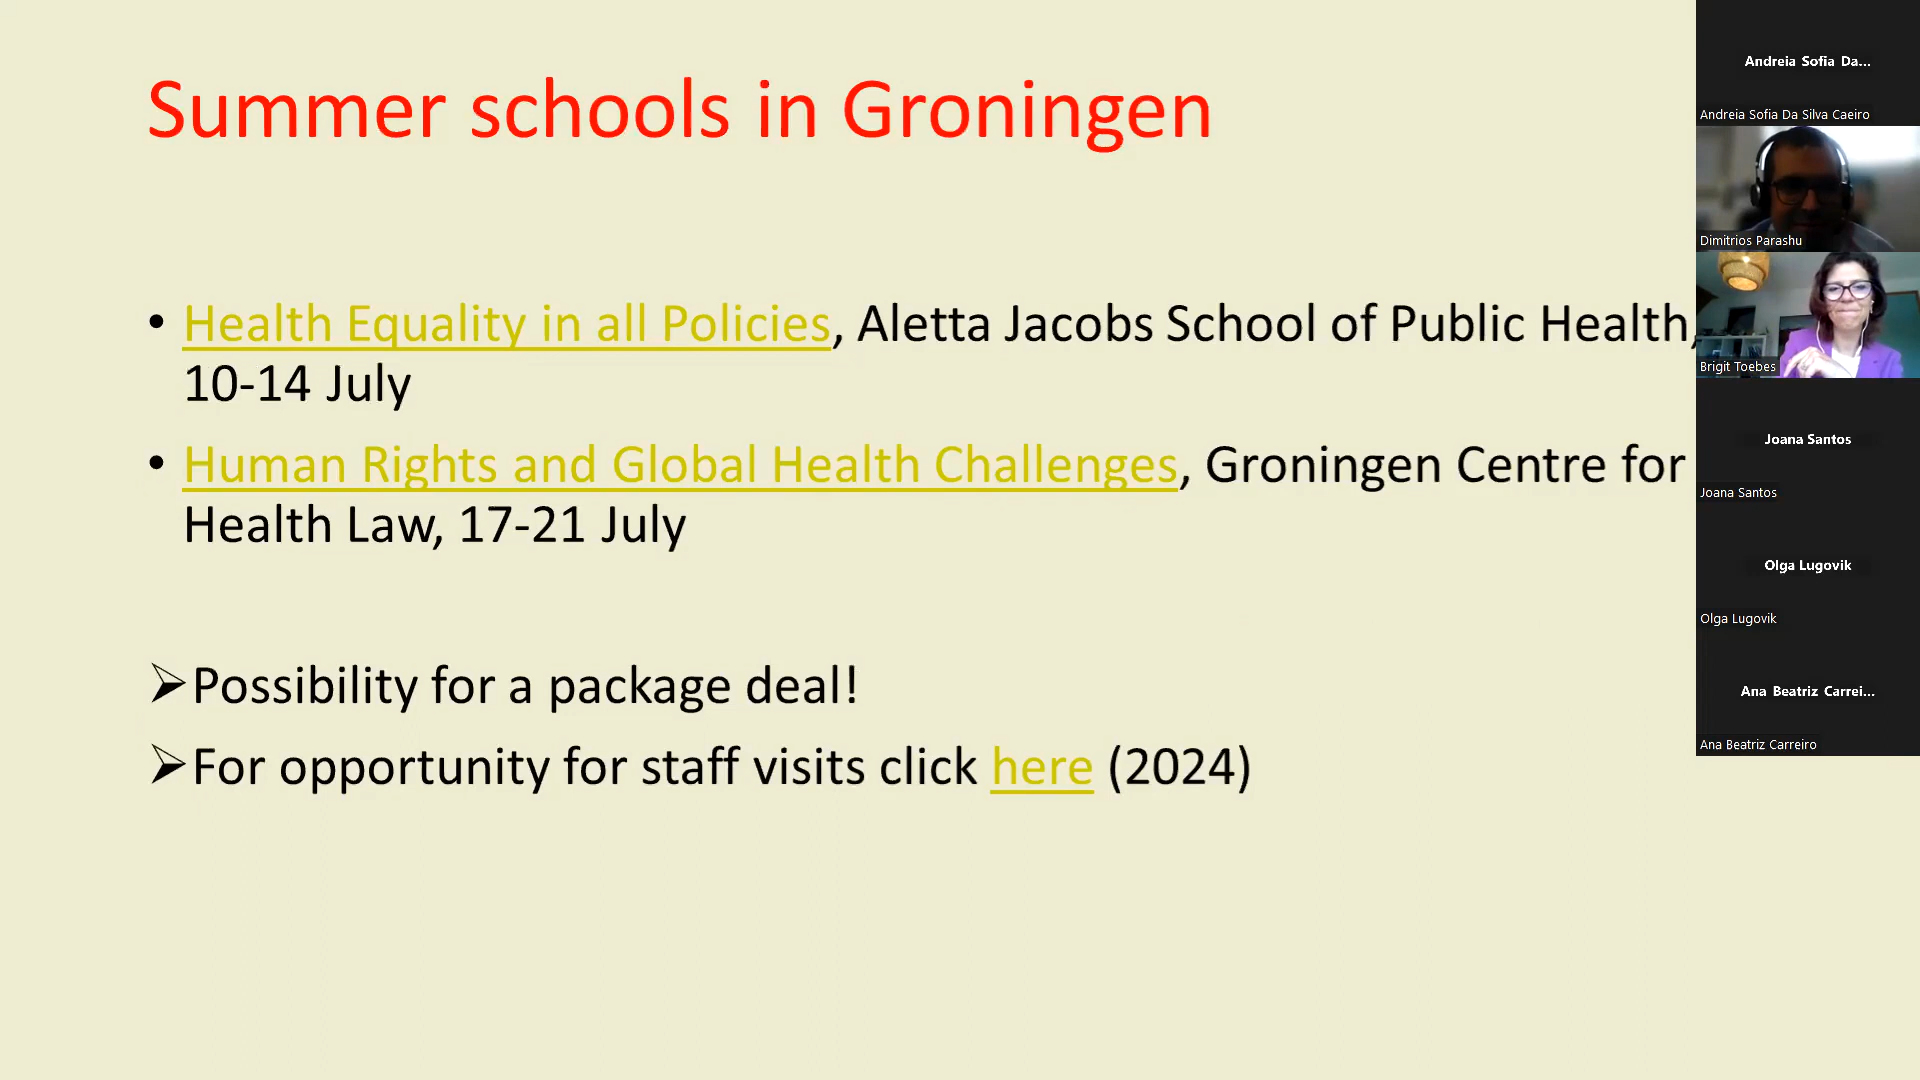 Summer schools in Groningen
• Health Equality in all Policies, Aletta Jacobs School of Public Health,
10-14 July
• Human Rights and Global Health Challenges, Groningen Centre for
Health Law, 17-21 July
➢Possibility for a package deal!
➢For opportunity for staff visits click here (2024)
Andreia Sofia Da...
Andreia Sofia Da Silva Caeiro
Dimitrios Parashu
Brigit Toebes
Joana Santos
Joana Santos
Olga Lugovik
Olga Lugovik
Ana Beatriz Carrei...
Ana Beatriz Carreiro